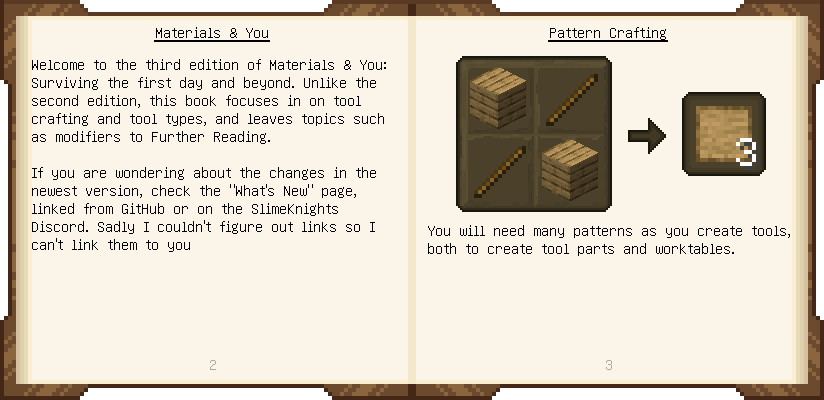 Materials & You
Welcome to the third edition of Materials & You:
Surviving the first day and beyond. Unlike the
second edition, this book focuses in on tool
crafting and tool types, and leaves topics such
as modifiers to Further Reading.
If you are wondering about the changes in the
newest version, check the "What's New" page,
linked from GitHub or on the SlimeKnights
Discord. Sadly I couldn't figure out links so I
can't link them to you
2
Pattern Crafting
3
You will need many patterns as you create tools,
both to create tool parts and worktables.
3